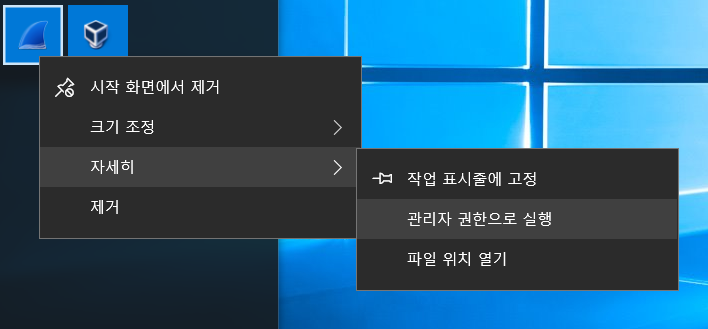 시작 화면에서 제거
크기 조정
자세히
제거
작업 표시줄에 고정
관리자 권한으로 실행
파일 위치 열기